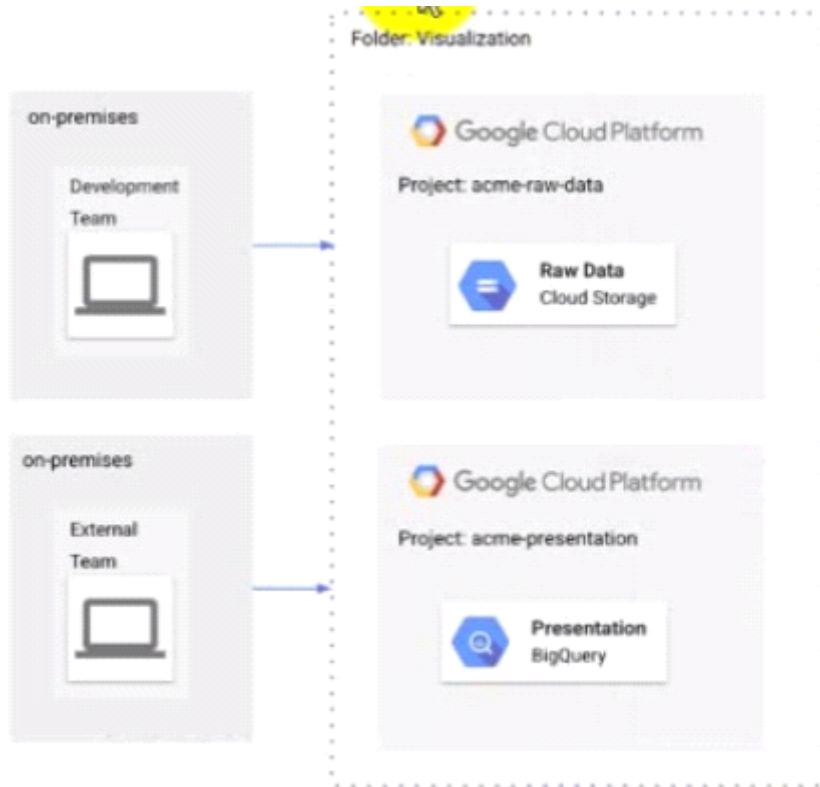 Folder: Visualization
on-premises
Development
Team
Google Cloud Platform
Project: acme-raw-data
Raw Data
Cloud Storage
on-premises
External
Team
Google Cloud Platform
Project: acme-presentation
Presentation
BigQuery